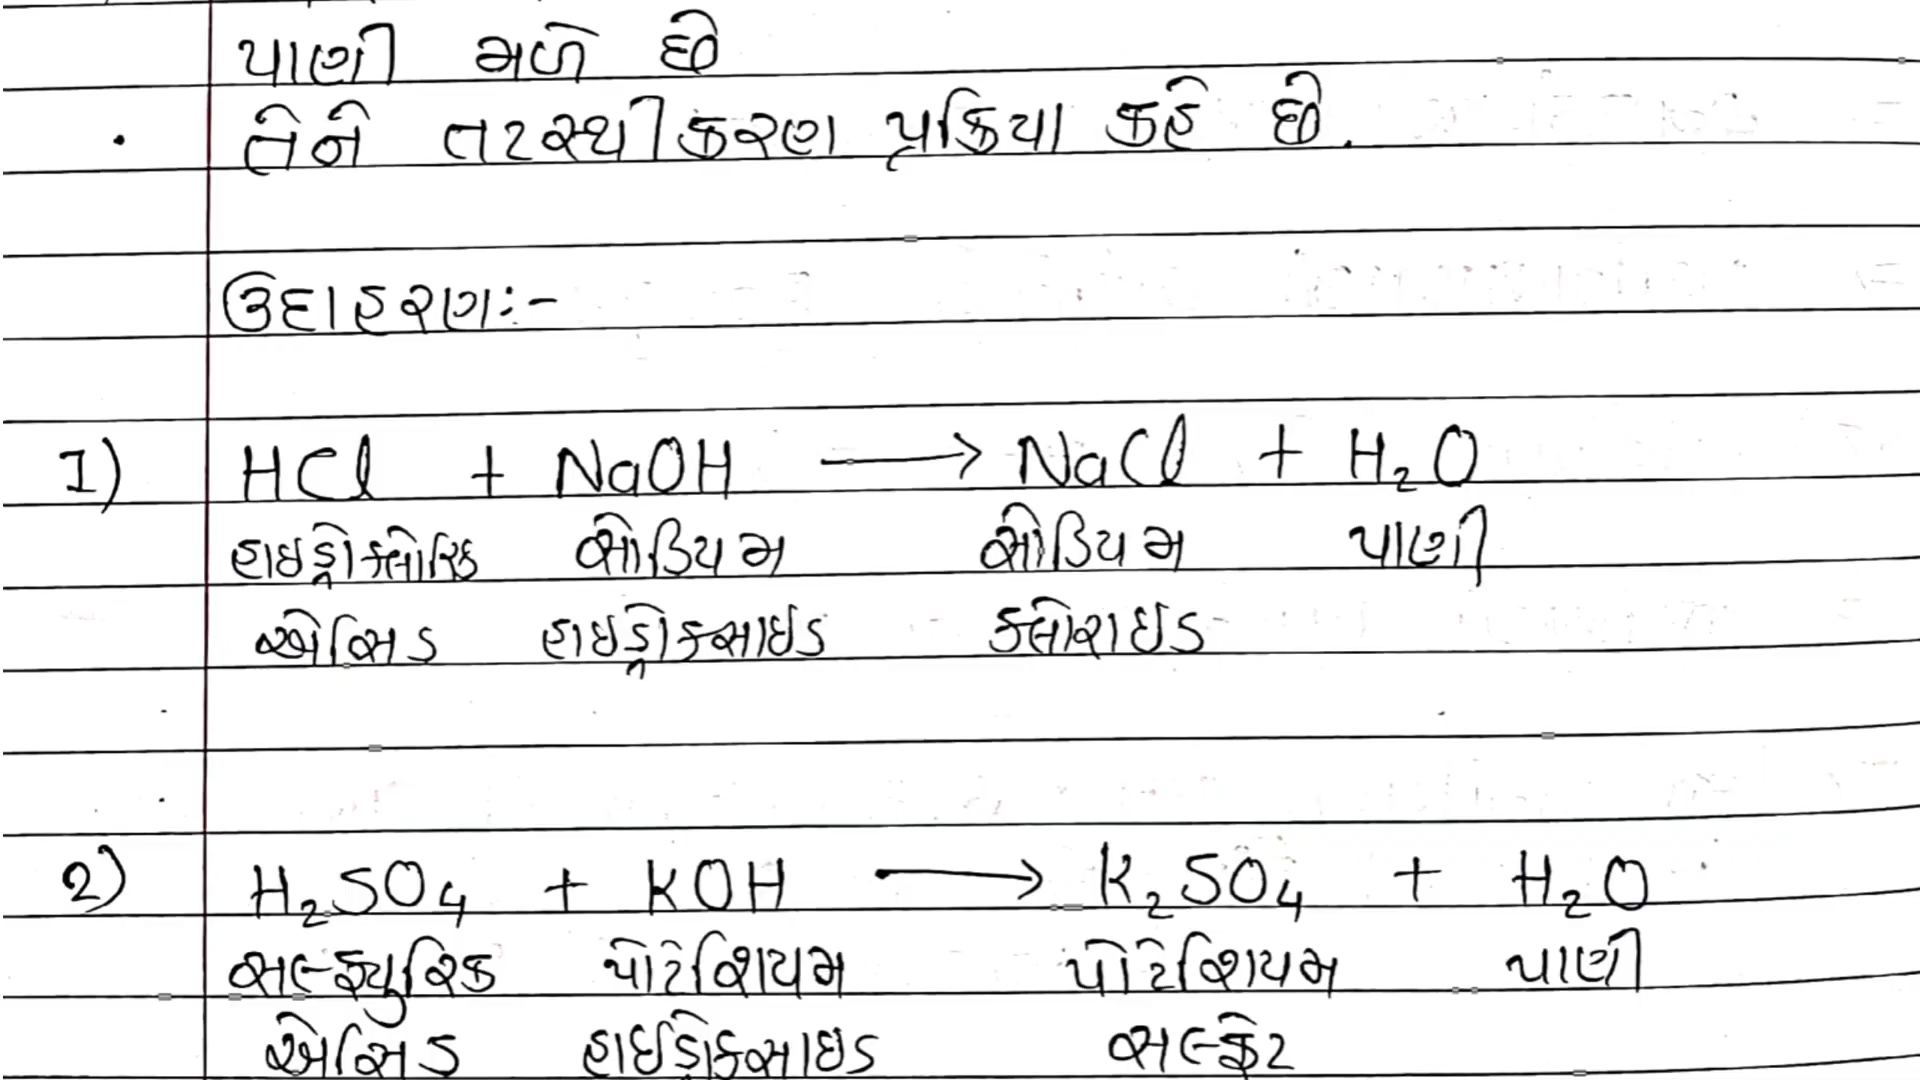 પાણી મળે છે
તેને તટસ્થીકરણ પ્રક્રિયા કહે છે.
ઉદાહરણ:-
1) HCl + NaOH ⟶ NaCl + H₂O
હાઇડ્રોક્લોરિક સોડિયમ સોડિયમ પાણી
એસિડ હાઇડ્રોક્સાઇડ ક્લોરાઇડ
2) H₂SO₄ + KOH ⟶ K₂SO₄ + H₂O
સલ્ફ્યુરિક પોટેશિયમ પોટેશિયમ પાણી
એસિડ હાઈડ્રોક્સાઇડ સલ્ફેટ